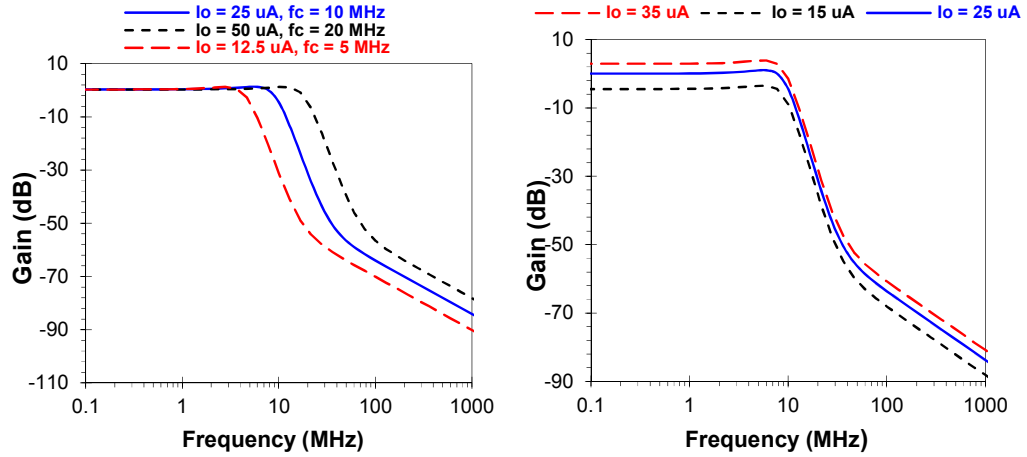 Io = 25 uA, fc = 10 MHz
Io = 50 uA, fc = 20 MHz
Io = 12.5 uA, fc = 5 MHz
10
-10
-30
-50
-70
-90
-110
Gain (dB)
0.1
1
10
100
1000
Frequency (MHz)
Io = 35 uA
Io = 15 uA
Io = 25 uA
10
-10
-30
-50
-70
-90
Gain (dB)
0.1
1
10
100
1000
Frequency (MHz)